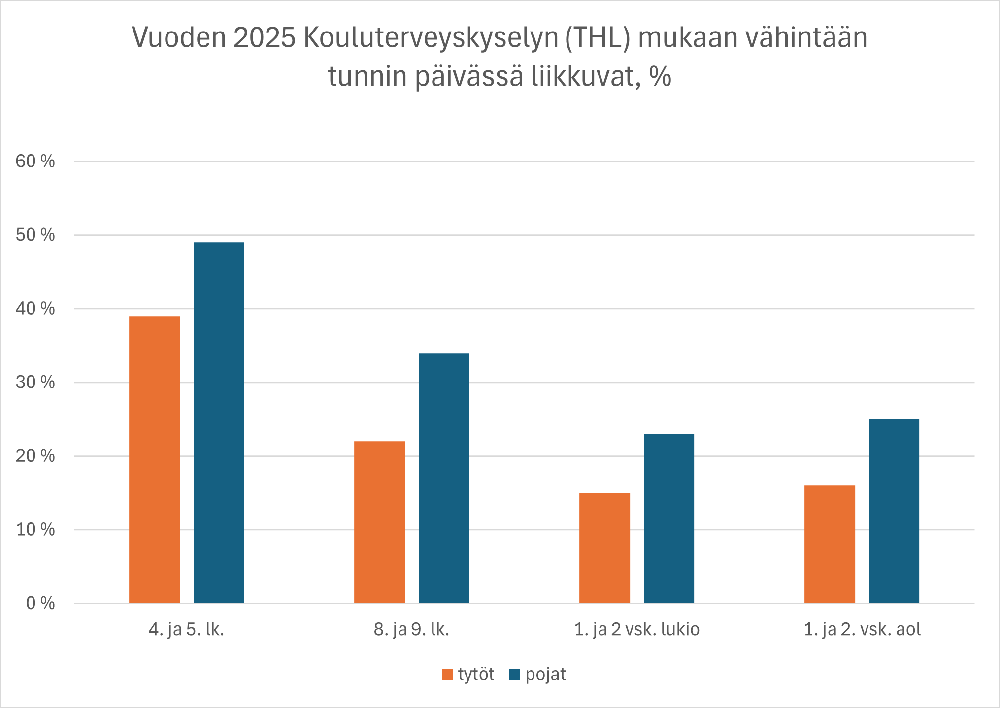 Vuoden 2025 Kouluterveyskyselyn (THL) mukaan vähintään
tunnin päivässä liikkuvat, %
60 %
50 %
40 %
30 %
20 %
10 %
0 %
4. ja 5. lk.
8. ja 9. lk.
1. ja 2 vsk. lukio
1. ja 2. vsk. aol
tytöt
pojat